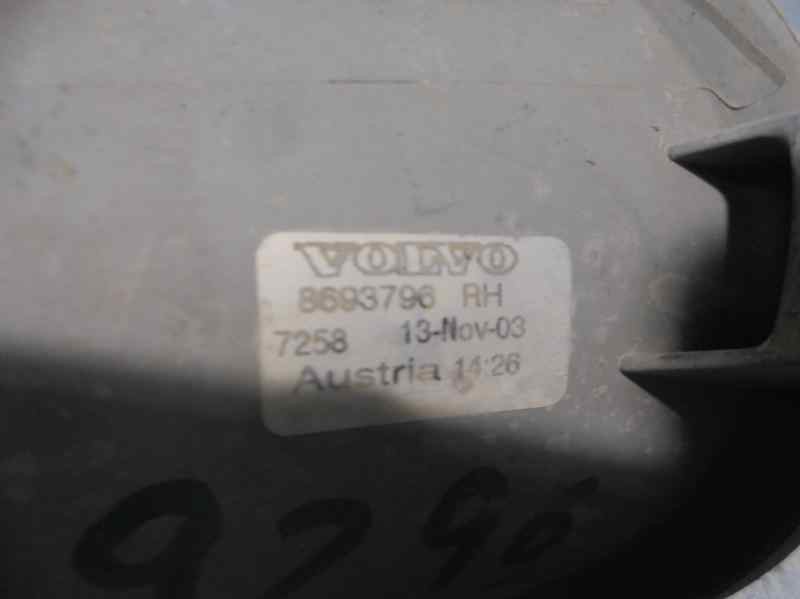 VOLVO
8693796 RH
7258 13-Nov-03
Austria 14:26